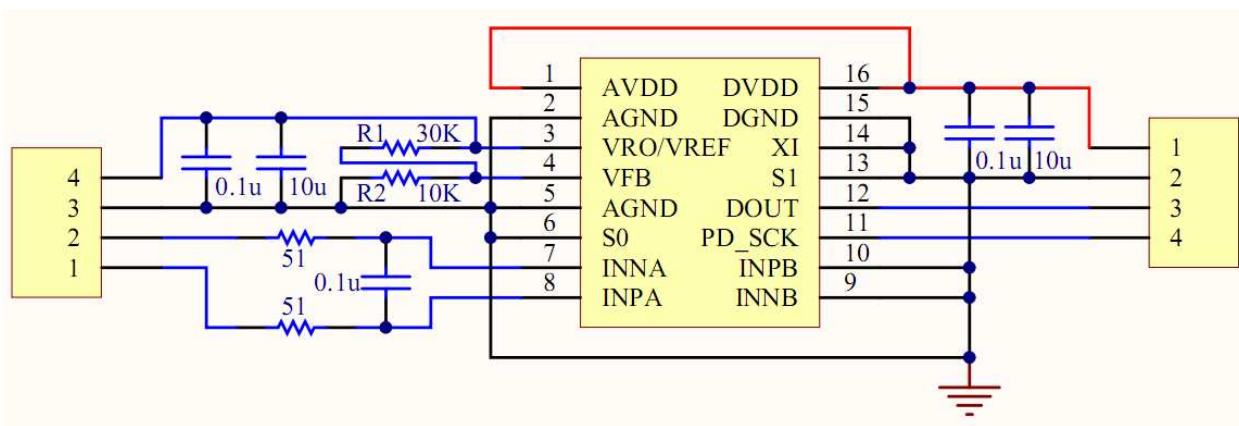 1 AVDD DVDD 16
2 AGND DGND 15
R1 30K 3 VRO/VREF XI 14
4 0.1u 10u R2 10K 4 VFB S1 13 0.1u 10u
3 5 AGND DOUT 12
2 6 S0 PD_SCK 11
1 51 7 INNA INPB 10
0.1u 8 INPA INNB 9
51
1
2
3
4